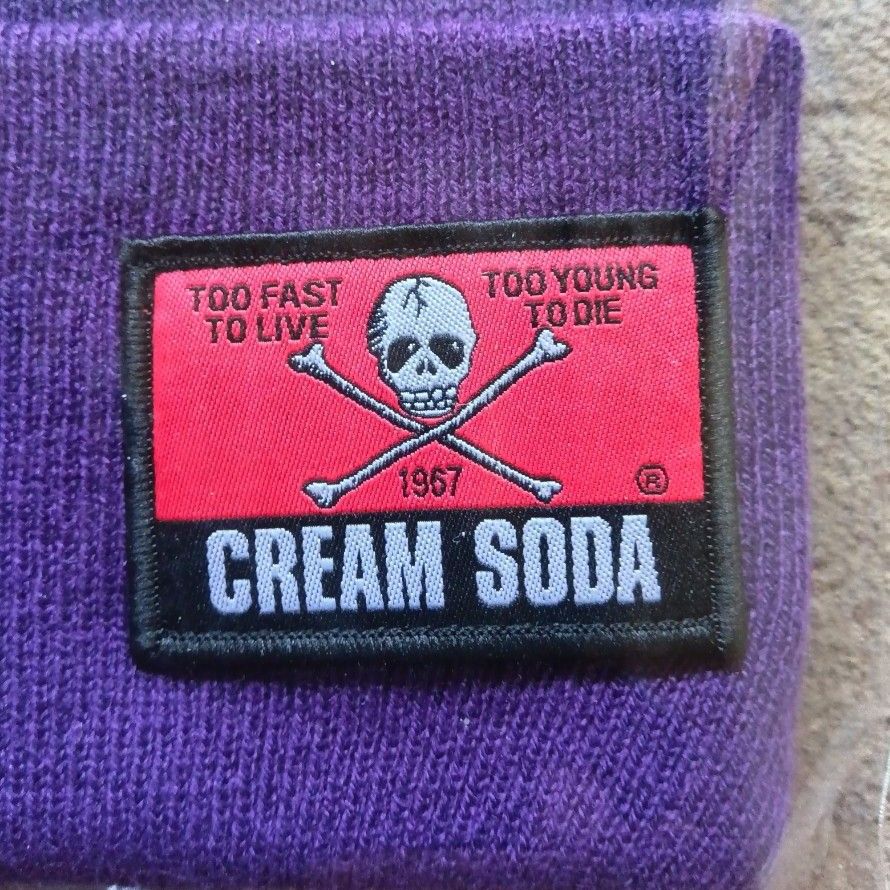 TOO FAST
TO LIVE
TOO YOUNG
TO DIE
1967
®
CREAM SODA